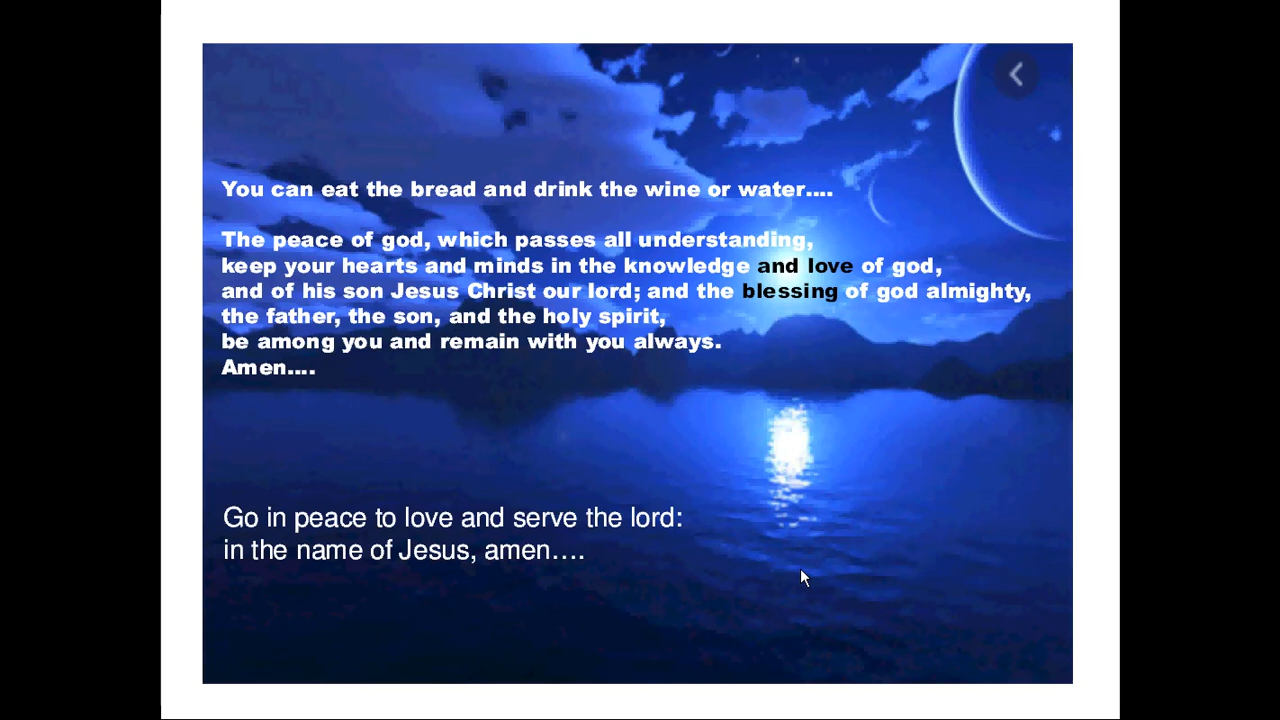 You can eat the bread and drink the wine or water....
The peace of god, which passes all understanding,
keep your hearts and minds in the knowledge and love of god,
and of his son Jesus Christ our lord; and the blessing of god almighty,
the father, the son, and the holy spirit,
be among you and remain with you always.
Amen....
Go in peace to love and serve the lord:
in the name of Jesus, amen….